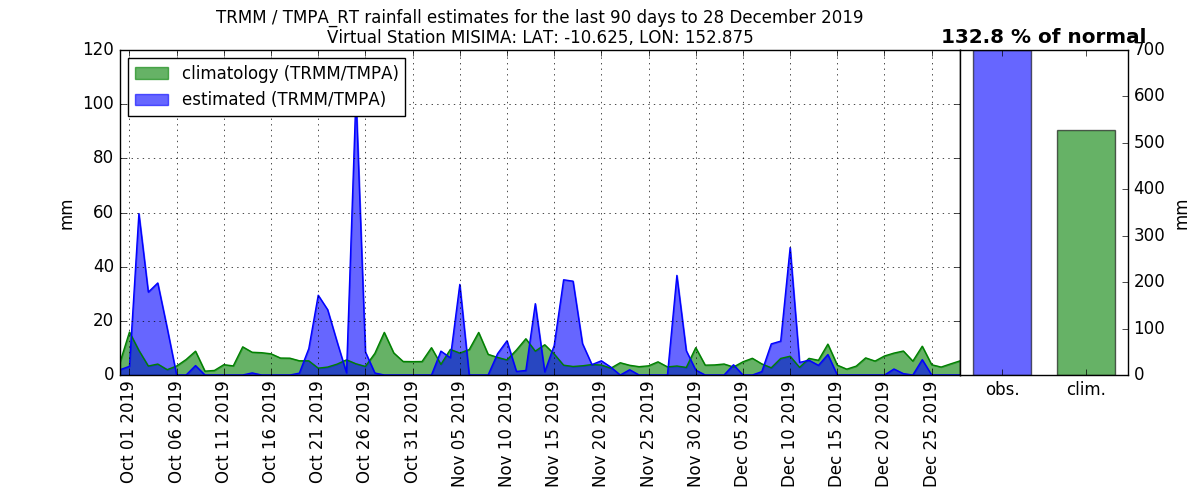 TRMM / TMPA_RT rainfall estimates for the last 90 days to 28 December 2019
Virtual Station MISIMA: LAT: -10.625, LON: 152.875
132.8 % of normal
climatology (TRMM/TMPA)
estimated (TRMM/TMPA)
mm
120
100
80
60
40
20
0
Oct 01 2019
Oct 06 2019
Oct 11 2019
Oct 16 2019
Oct 21 2019
Oct 26 2019
Oct 31 2019
Nov 05 2019
Nov 10 2019
Nov 15 2019
Nov 20 2019
Nov 25 2019
Nov 30 2019
Dec 05 2019
Dec 10 2019
Dec 15 2019
Dec 20 2019
Dec 25 2019
obs.
clim.
700
600
500
400
300
200
100
0
mm